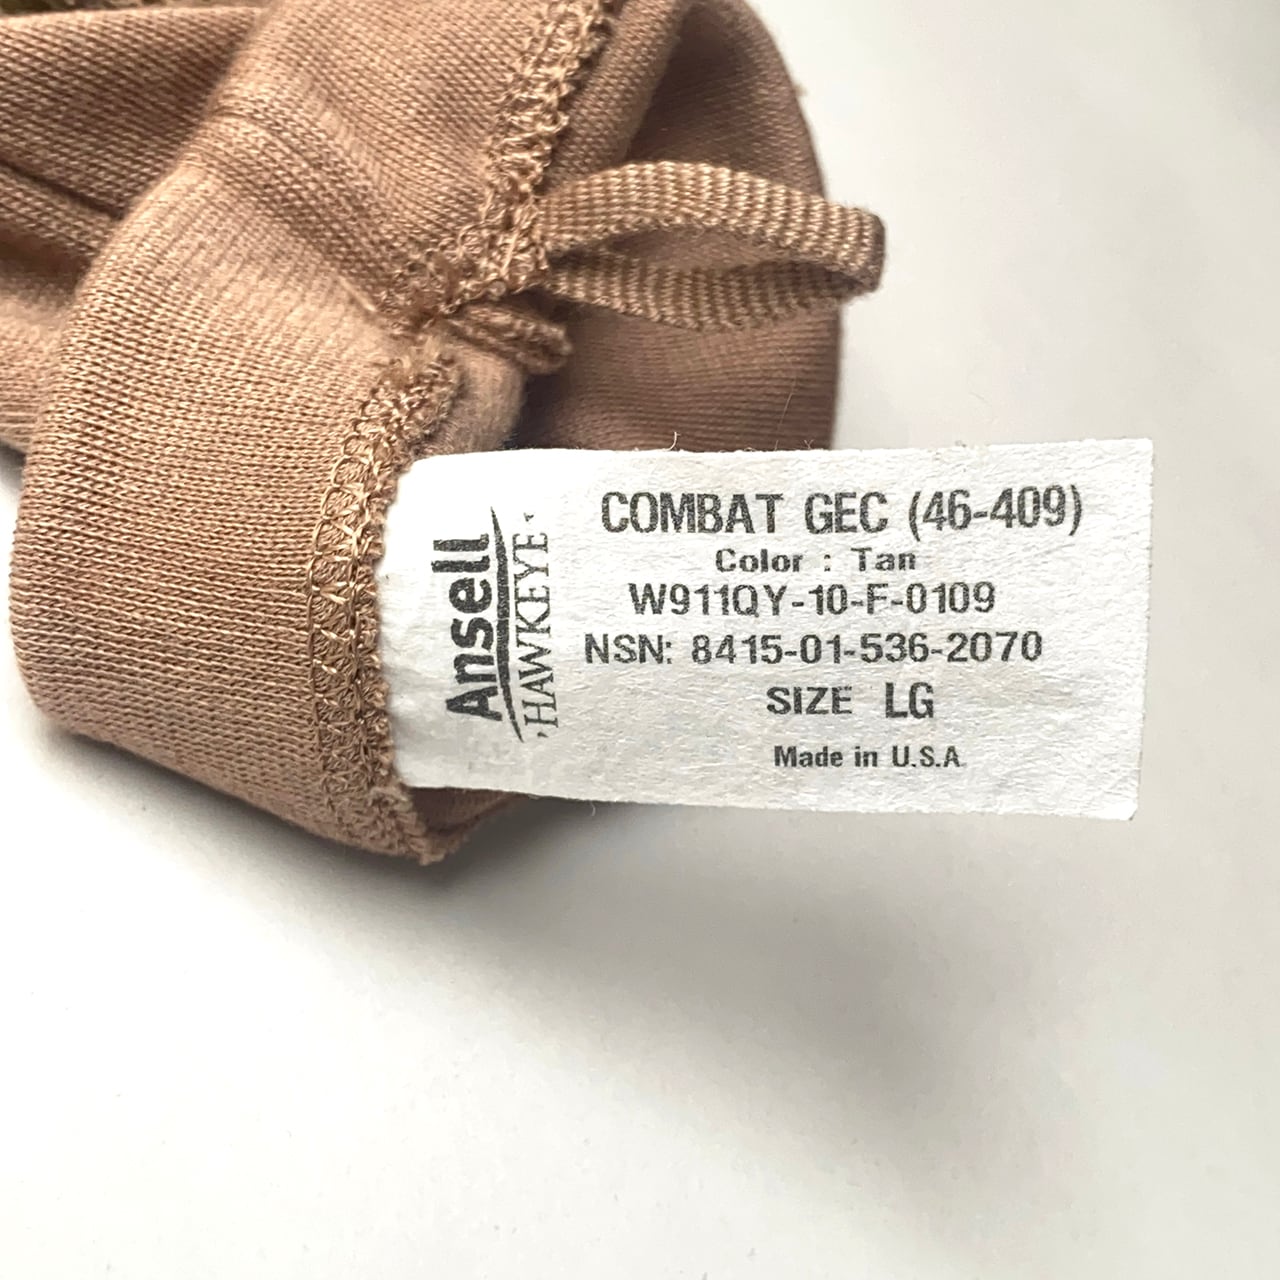 Ansell
HAWKEYE
COMBAT GEC (46-409)
Color : Tan
W911QY-10-F-0109
NSN: 8415-01-536-2070
SIZE LG
Made in U.S.A